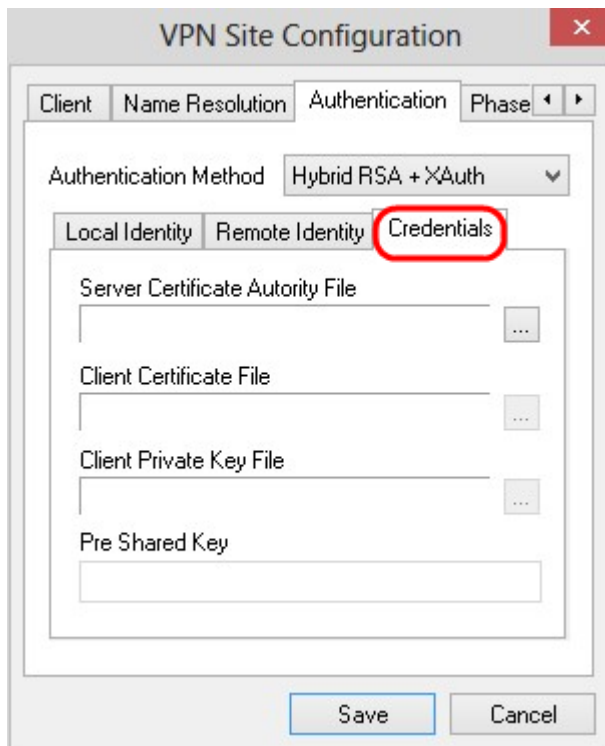 VPN Site Configuration
Client Name Resolution Authentication Phase
Authentication Method Hybrid RSA + XAuth
Local Identity Remote Identity Credentials
Server Certificate Autority File
...
Client Certificate File
...
Client Private Key File
...
Pre Shared Key
Save Cancel